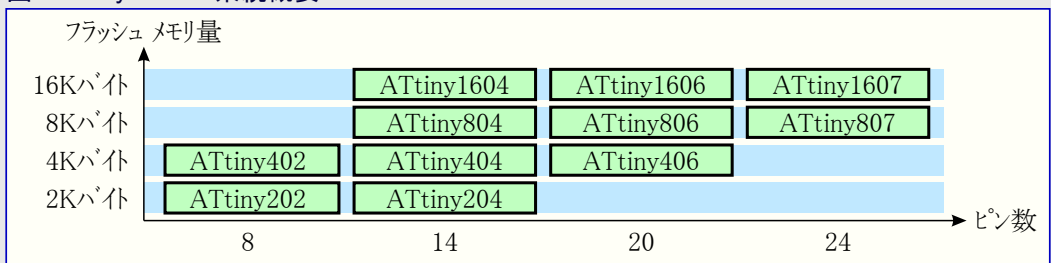 フラッシュ メモリ量
16Kバイト ATtiny1604 ATtiny1606 ATtiny1607
8Kバイト ATtiny804 ATtiny806 ATtiny807
4Kバイト ATtiny402 ATtiny404 ATtiny406
2Kバイト ATtiny202 ATtiny204
ピン数
8 14 20 24